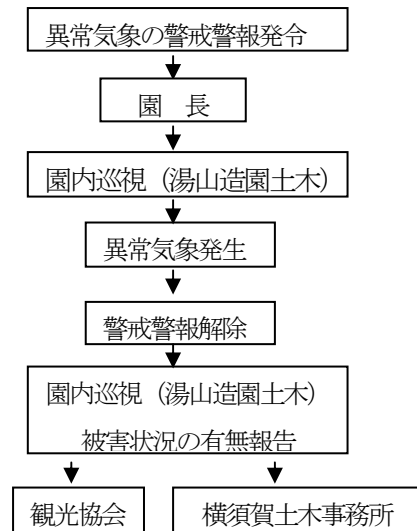 異常気象の警戒警報発令
園 長
園内巡視（湯山造園土木）
異常気象発生
警戒警報解除
園内巡視（湯山造園土木）
被害状況の有無報告
観光協会
横須賀土木事務所